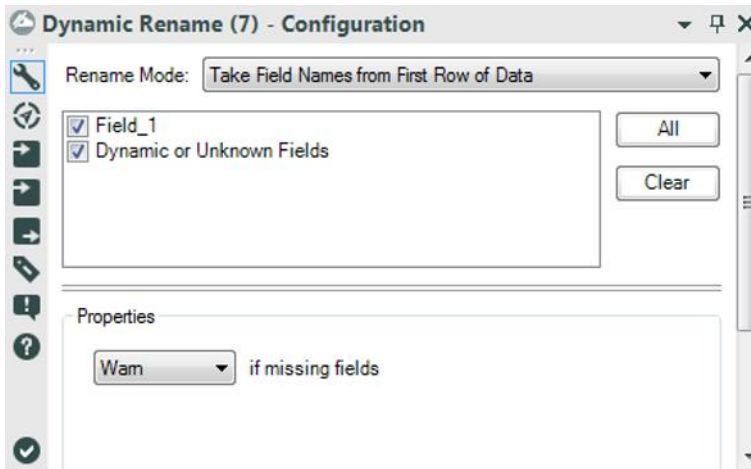 Dynamic Rename (7) - Configuration
Rename Mode: Take Field Names from First Row of Data
Field_1
All
Dynamic or Unknown Fields
Clear
Properties
Warn if missing fields